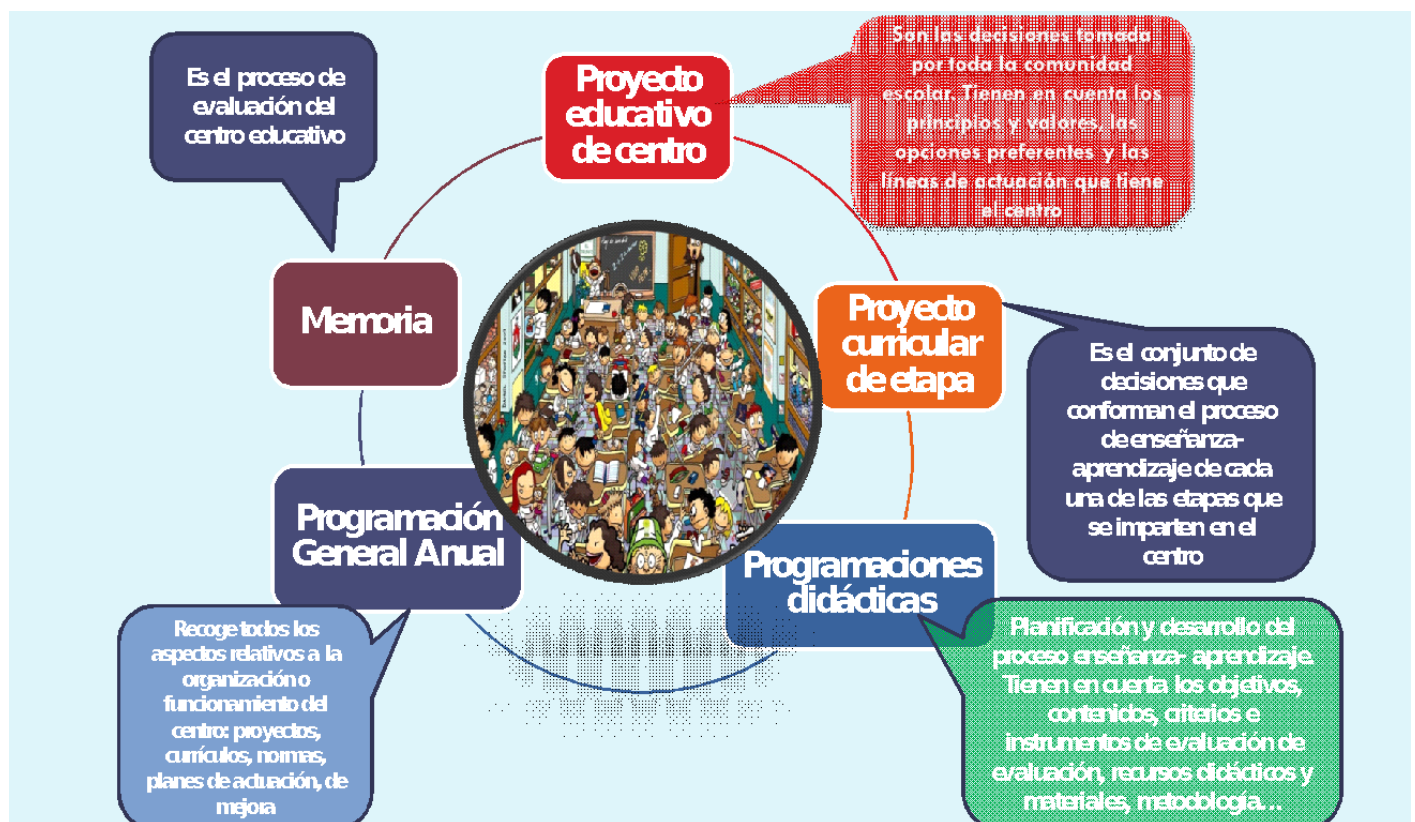 Es el proceso de
evaluación del
centro educativo
Proyecto
educativo
de centro
Son las decisiones tomada
por toda la comunidad
escolar. Tienen en cuenta los
principios y valores, las
opciones preferentes y las
líneas de actuación que tiene
el centro
Memoria
Proyecto
curricular
de etapa
Es el conjunto de
decisiones que
conforman el proceso
de enseñanza-
aprendizaje de cada
una de las etapas que
se imparten en el
centro
Programación
General Anual
Programaciones
didácticas
Recoge todos los
aspectos relativos a la
organización o
funcionamiento del
centro: proyectos,
currículos, normas,
planes de actuación, de
mejora
Planificación y desarrollo del
proceso enseñanza- aprendizaje.
Tienen en cuenta los objetivos,
contenidos, criterios e
instrumentos de evaluación de
evaluación, recursos didácticos y
materiales, metodología…